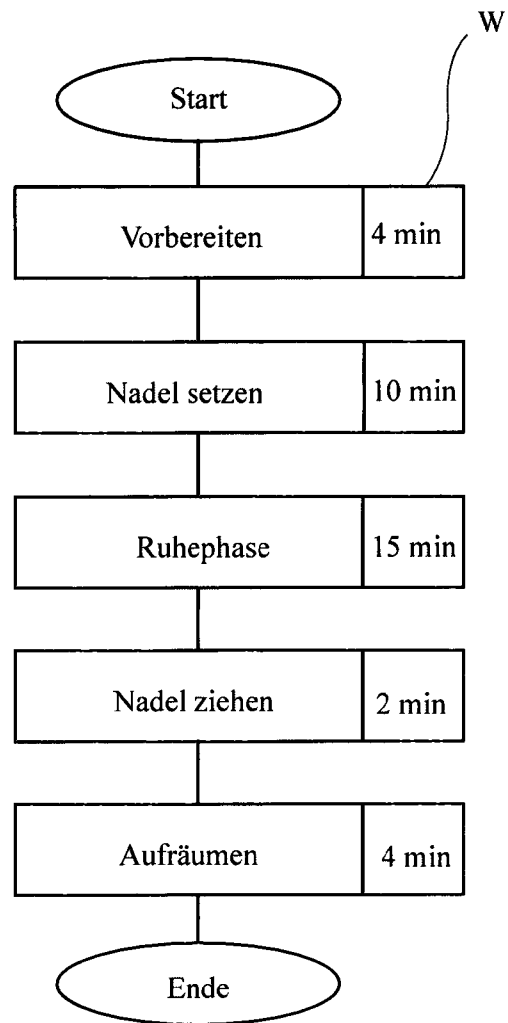 W
Start
Vorbereiten 4 min
Nadel setzen 10 min
Ruhephase 15 min
Nadel ziehen 2 min
Aufräumen 4 min
Ende